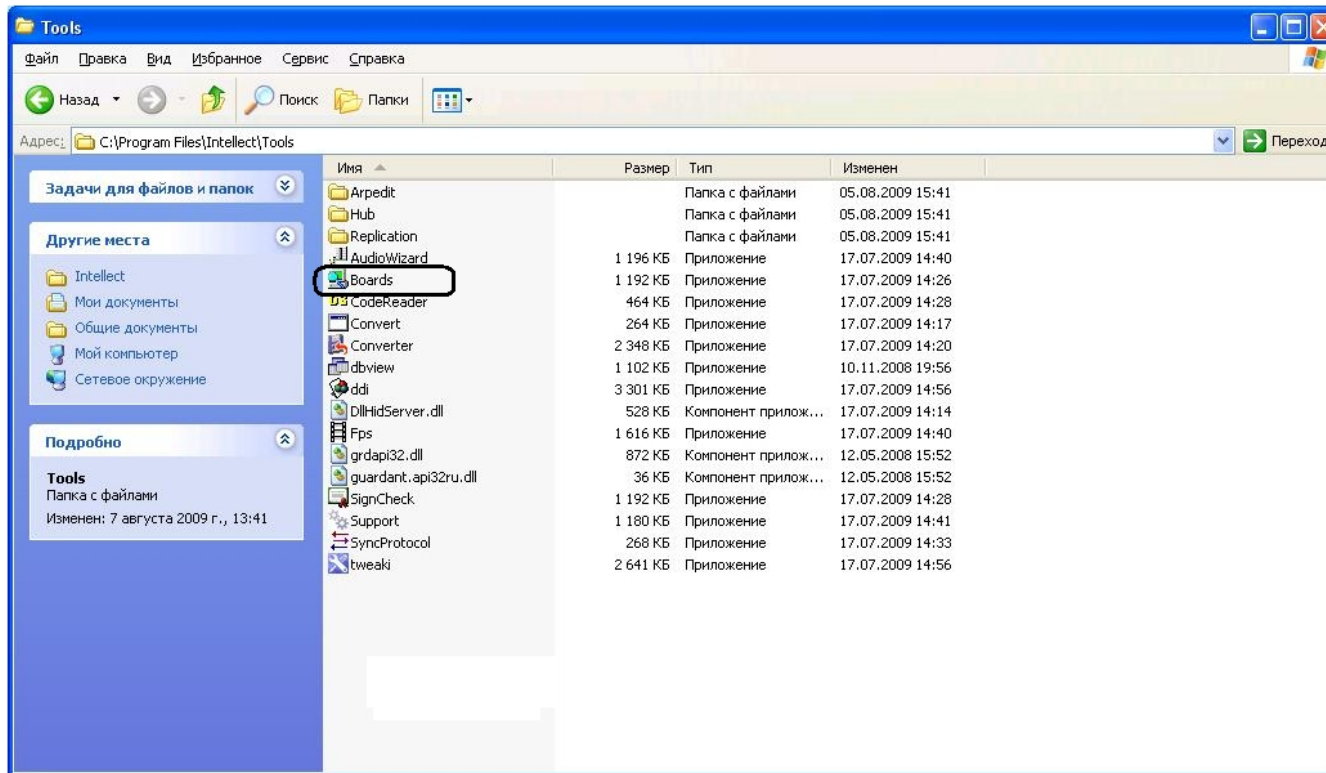 Tools
Файл Правка Вид Избранное Сервис Справка
Назад Поиск Папки
Адрес: C:\Program Files\Intellect\Tools Переход
Задачи для файлов и папок
Другие места
Intellect
Мои документы
Общие документы
Мой компьютер
Сетевое окружение
Подробно
Tools
Папка с файлами
Изменен: 7 августа 2009 г., 13:41
Имя Размер Тип Изменен
Arpedit Папка с файлами 05.08.2009 15:41
Hub Папка с файлами 05.08.2009 15:41
Replication Папка с файлами 05.08.2009 15:41
AudioWizard 1 196 КБ Приложение 17.07.2009 14:40
Boards 1 192 КБ Приложение 17.07.2009 14:26
CodeReader 464 КБ Приложение 17.07.2009 14:28
Convert 264 КБ Приложение 17.07.2009 14:17
Converter 2 348 КБ Приложение 17.07.2009 14:20
dbview 1 102 КБ Приложение 10.11.2008 19:56
ddi 3 301 КБ Приложение 17.07.2009 14:56
DllHidServer.dll 528 КБ Компонент прилож... 17.07.2009 14:14
Fps 1 616 КБ Приложение 17.07.2009 14:40
grdapi32.dll 872 КБ Компонент прилож... 12.05.2008 15:52
guardant.api32ru.dll 36 КБ Компонент прилож... 12.05.2008 15:52
SignCheck 1 192 КБ Приложение 17.07.2009 14:28
Support 1 180 КБ Приложение 17.07.2009 14:41
SyncProtocol 268 КБ Приложение 17.07.2009 14:33
tweaki 2 641 КБ Приложение 17.07.2009 14:56